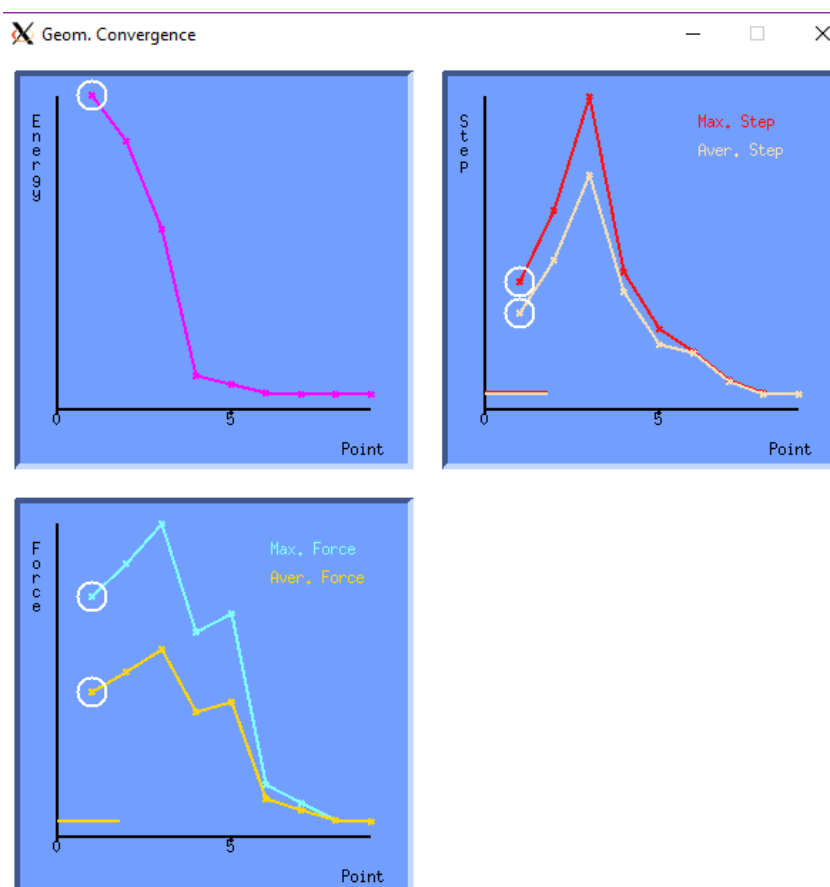 Geom. Convergence
Energy
0 5
Point
Step
Max. Step
Aver. Step
0 5
Point
Force
Max. Force
Aver. Force
0 5
Point